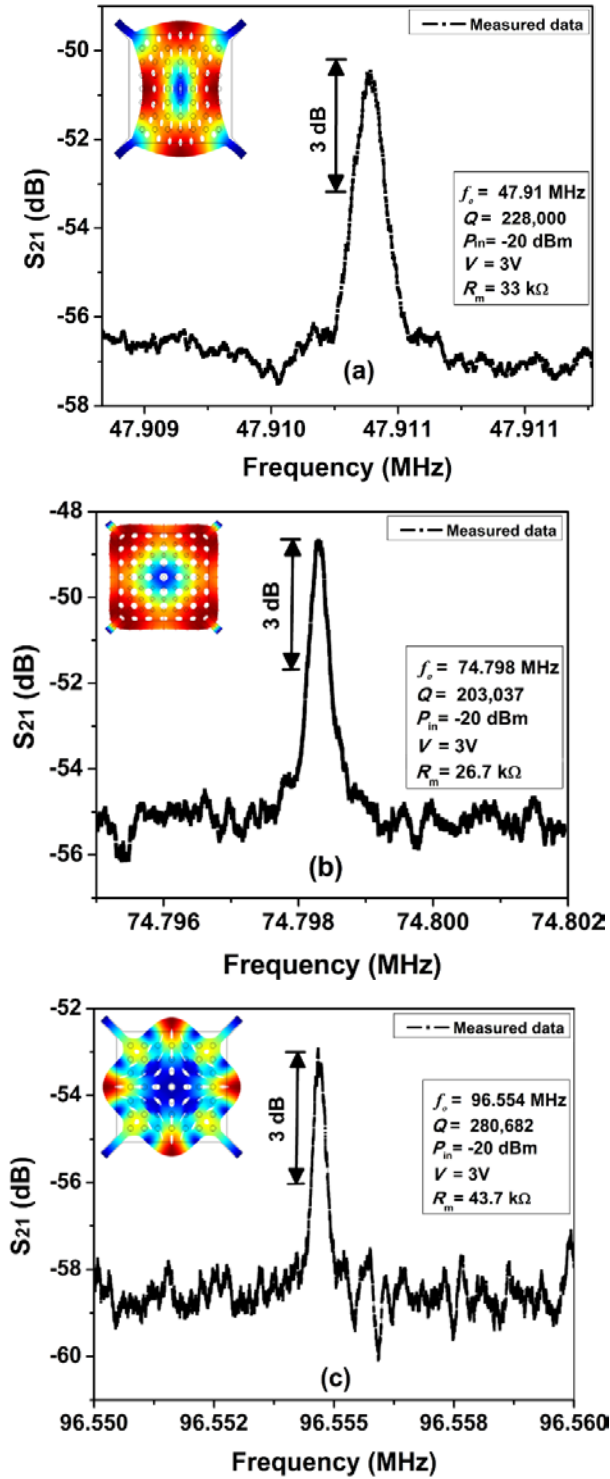 -50
-52
-54
-56
-58
S21 (dB)
Measured data
3 dB
fo = 47.91 MHz
Q = 228,000
Pin= -20 dBm
V = 3V
Rm = 33 kΩ
(a)
47.909 47.910 47.911 47.911
Frequency (MHz)
-48
-50
-52
-54
-56
S21 (dB)
Measured data
3 dB
fo = 74.798 MHz
Q = 203,037
Pin = -20 dBm
V = 3V
Rm= 26.7 kΩ
(b)
74.796 74.798 74.800 74.802
Frequency (MHz)
-52
-54
-56
-58
-60
S21 (dB)
Measured data
3 dB
fo = 96.554 MHz
Q = 280,682
Pin = -20 dBm
V = 3V
Rm= 43.7 kΩ
(c)
96.550 96.552 96.555 96.558 96.560
Frequency (MHz)